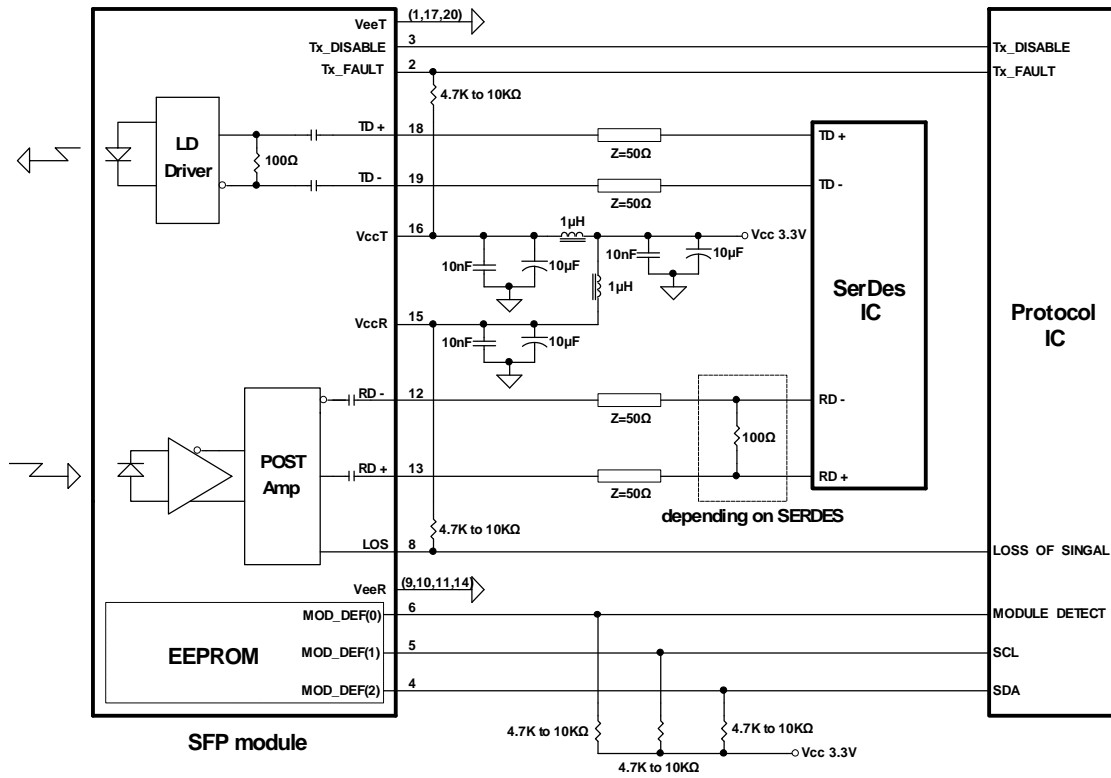 VeeT (1,17,20)
Tx_DISABLE 3 Tx_DISABLE
Tx_FAULT 2 Tx_FAULT
4.7K to 10KΩ
LD
Driver
100Ω
TD + 18 TD +
Z=50Ω
TD - 19 TD -
Z=50Ω
VccT 16
1μH
Vcc 3.3V
10nF 10μF
10nF 10μF
1μH
VccR 15
10nF 10μF
SerDes
IC
Protocol
IC
RD - 12 RD -
Z=50Ω
100Ω
POST
Amp
RD + 13 RD +
Z=50Ω
depending on SERDES
4.7K to 10KΩ
LOS 8 LOSS OF SINGAL
VeeR (9,10,11,14)
MOD_DEF(0) 6 MODULE DETECT
EEPROM
MOD_DEF(1) 5 SCL
MOD_DEF(2) 4 SDA
4.7K to 10KΩ 4.7K to 10KΩ
SFP module
Vcc 3.3V
4.7K to 10KΩ